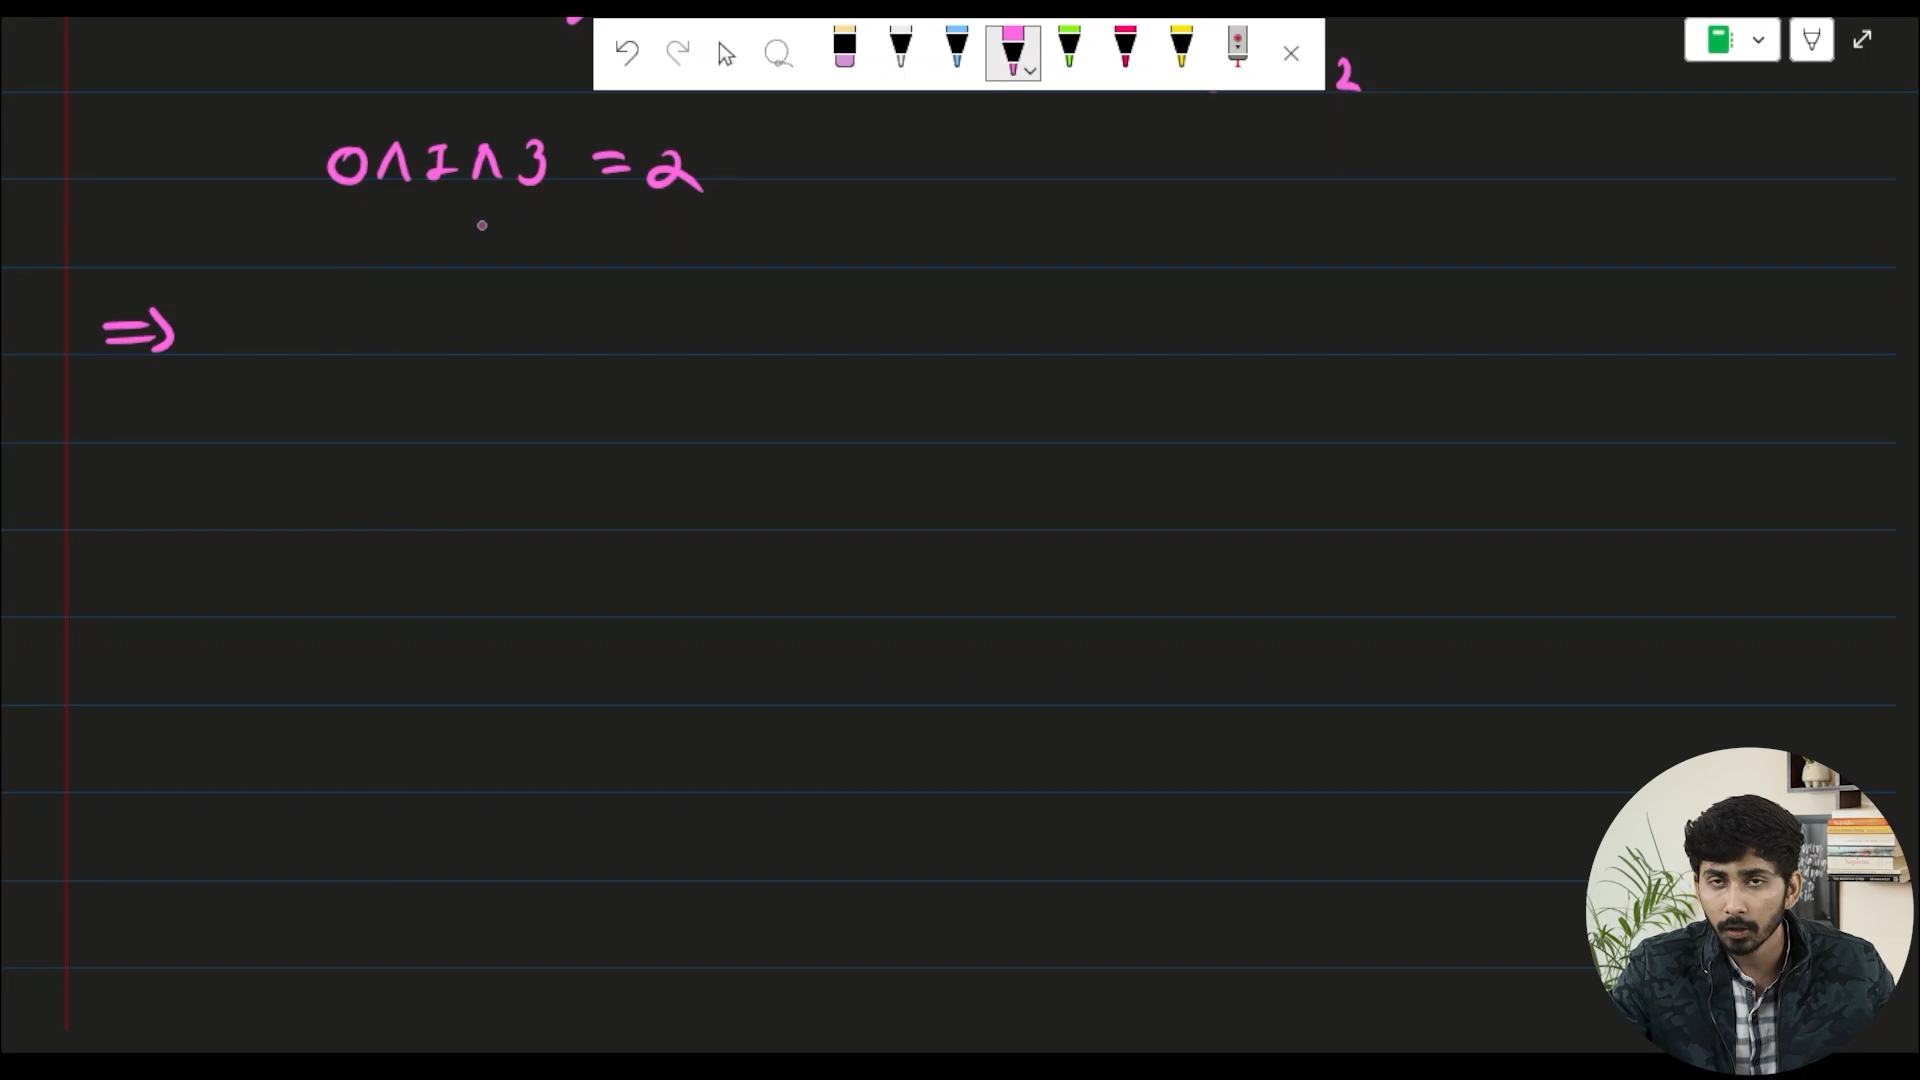 2
0 ∧ 1 ∧ 3 = 2
⇒